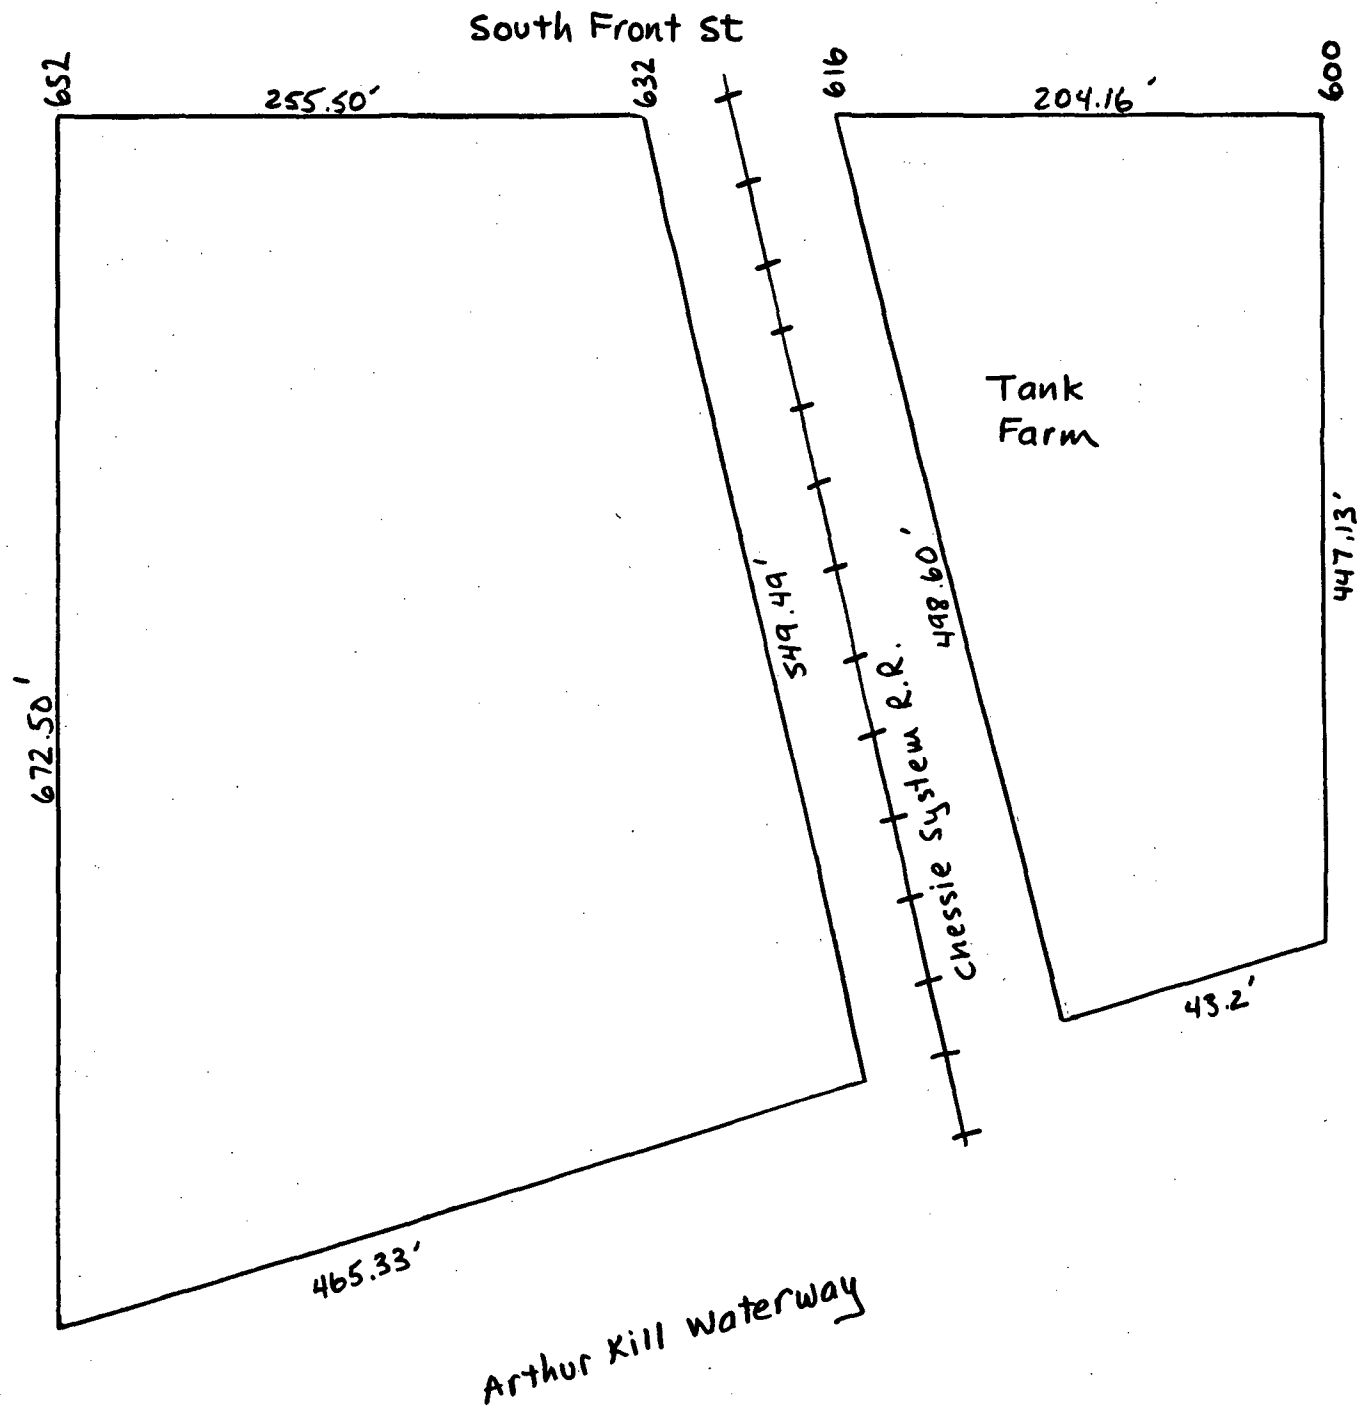 South Front St
652
255.50'
632
616
204.16'
600
Tank
Farm
447.13'
498.60'
549.49'
Chessie System R.R.
672.50'
43.2'
465.33'
Arthur Kill Waterway